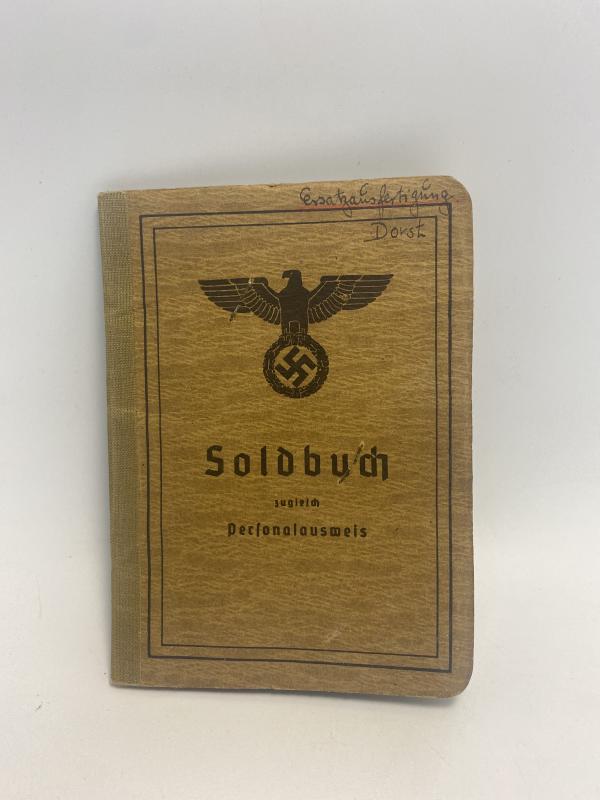 Ersatzausfertigung
Dorst
Soldbuch
zugleich
Personalausweis